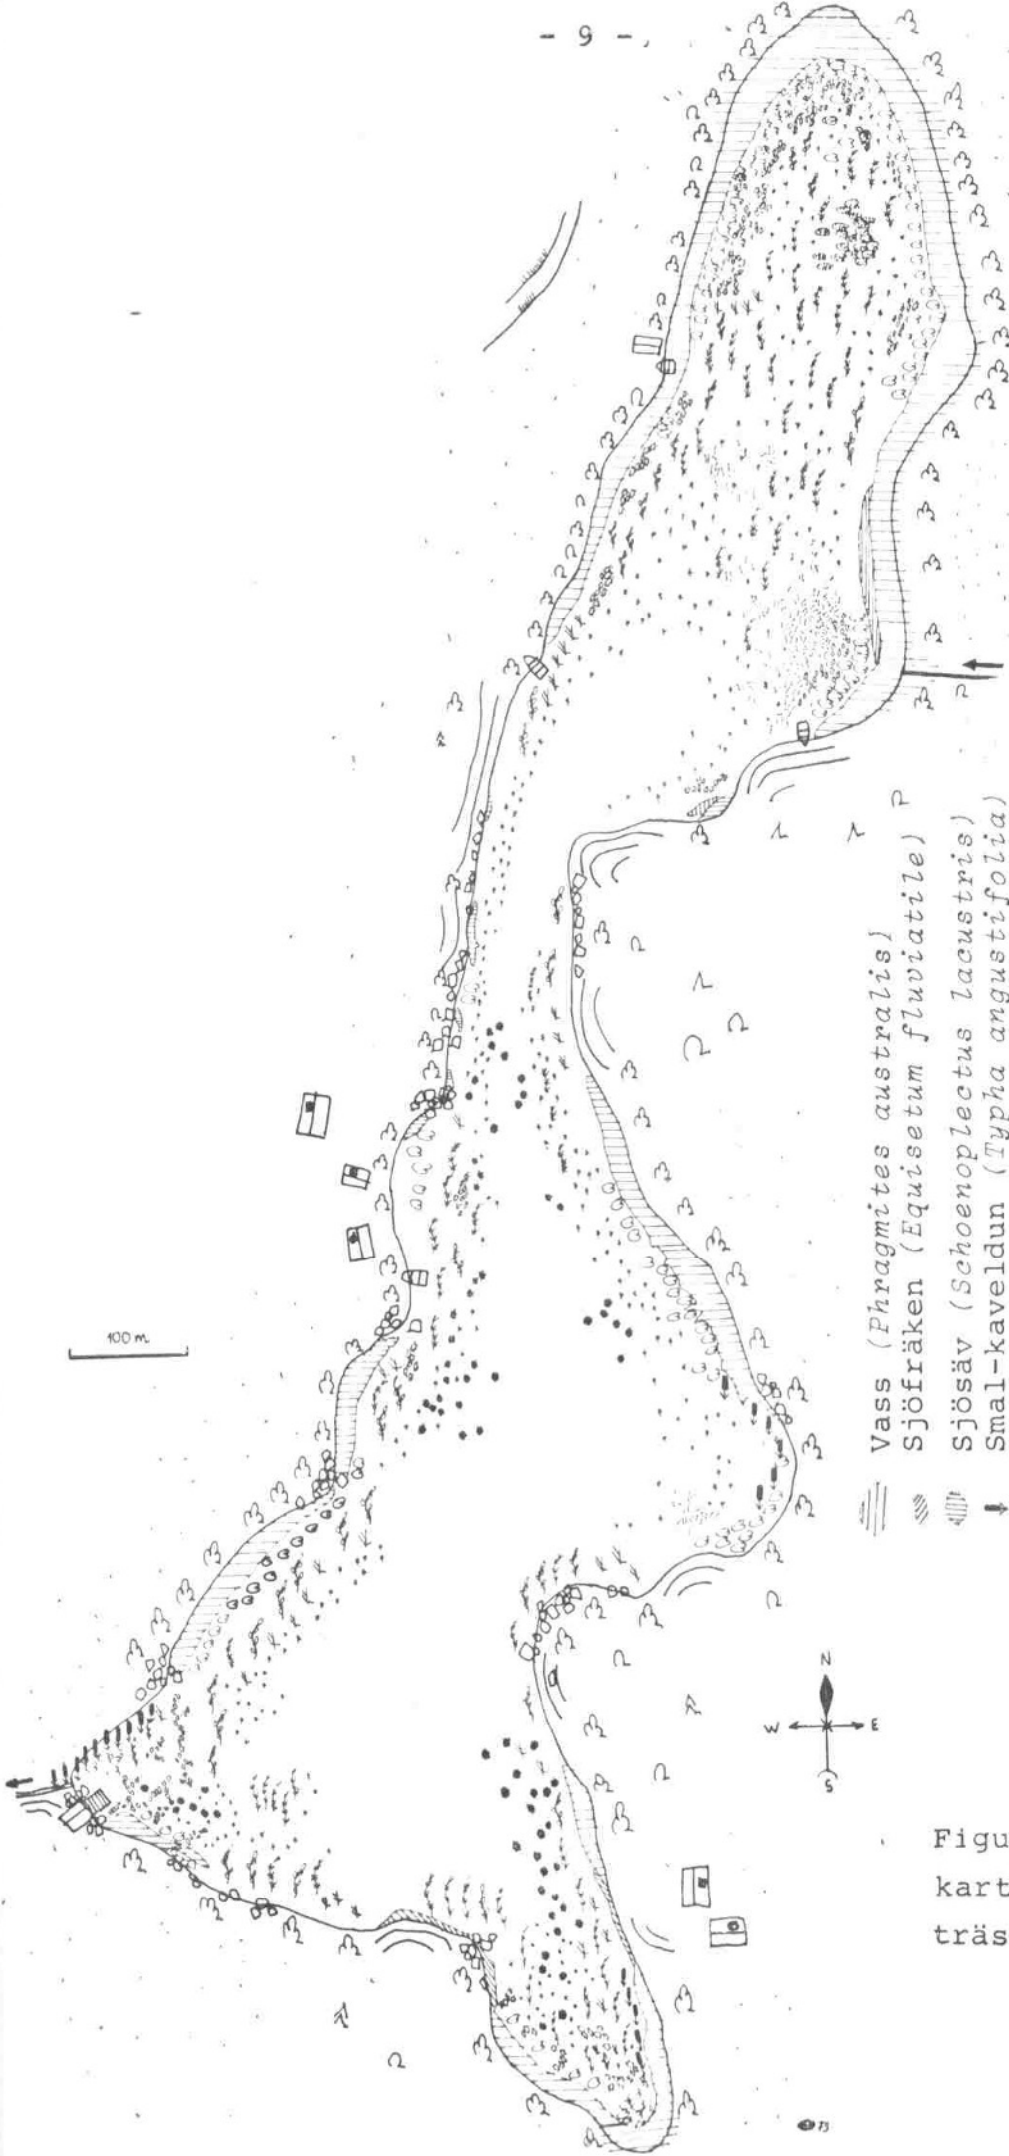 - 9 -
100 m
Vass (Phragmites australis)
Sjöfräken (Equisetum fluviatile)
Sjösäv (Schoenoplectus lacustris)
Smal-kaveldun (Typha angustifolia)
N
W E
S
Figu
kart
träs